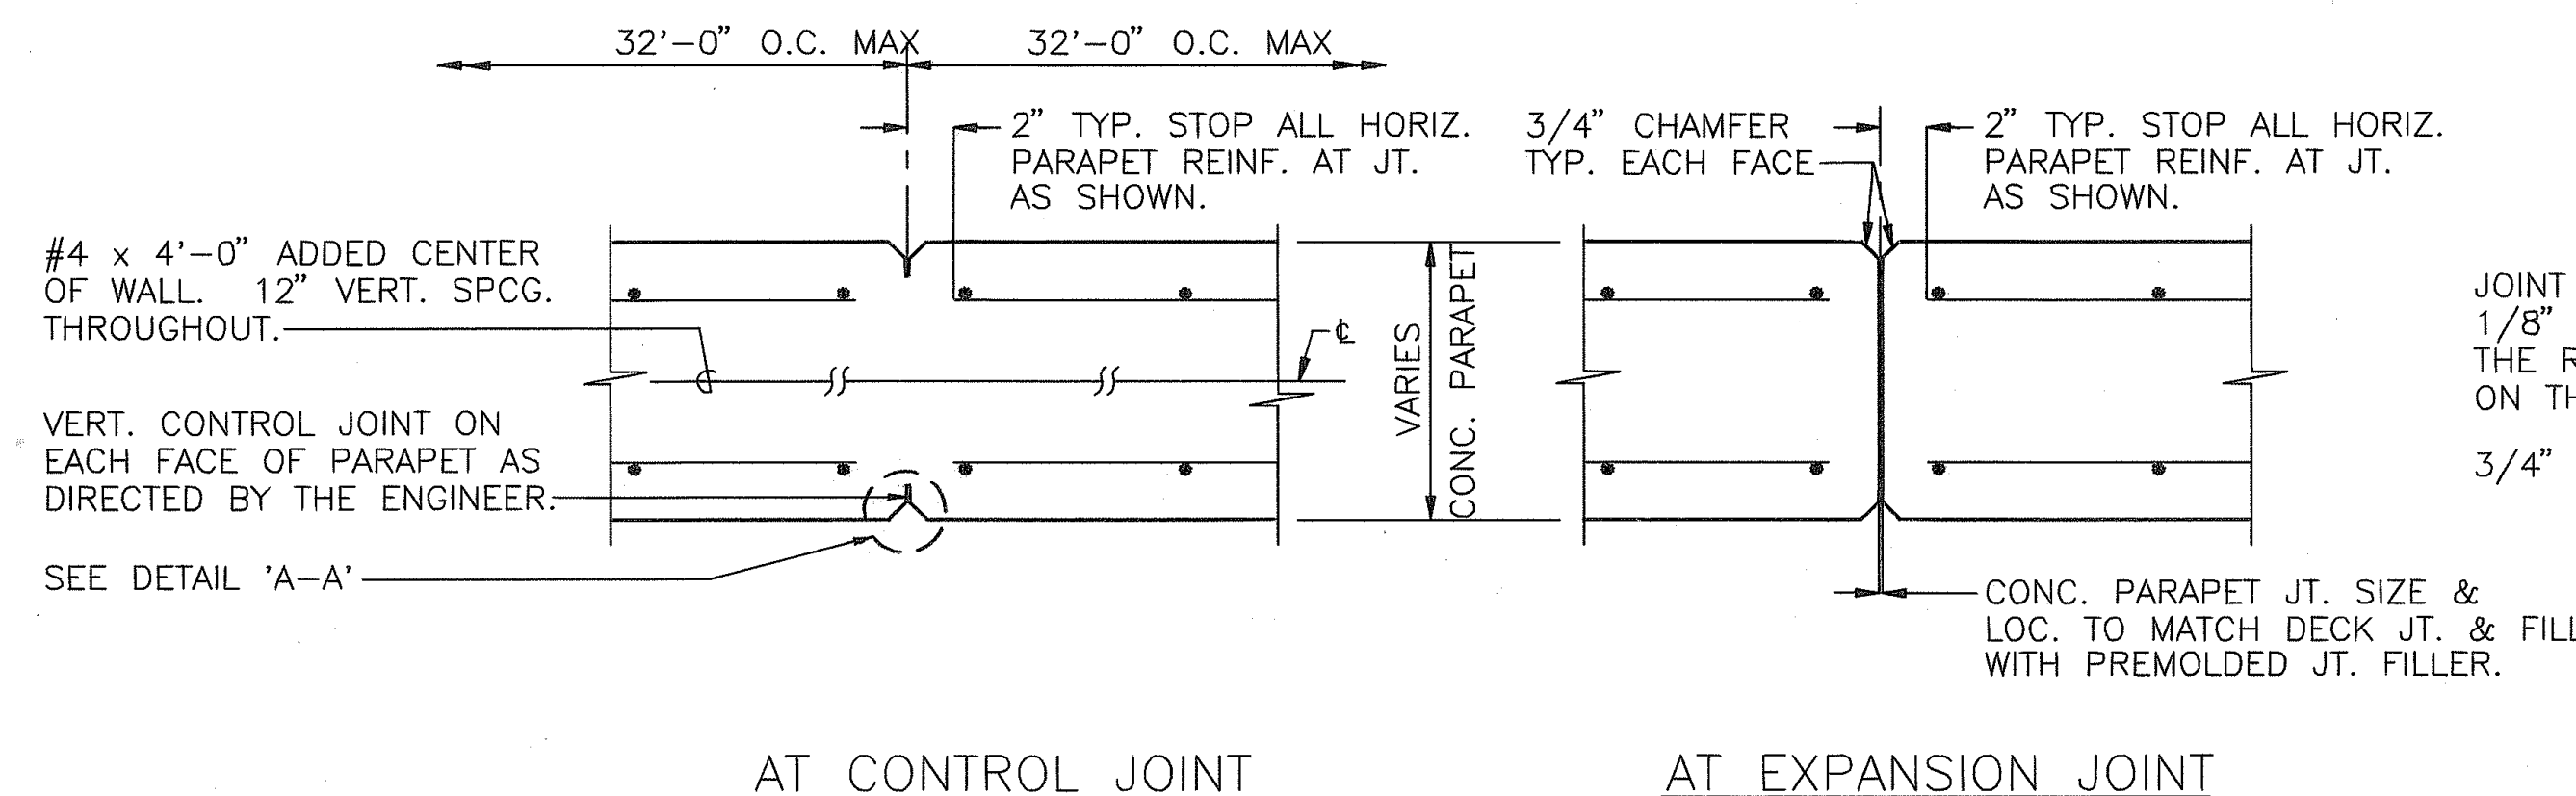 32'-0" O.C. MAX
32'-0" O.C. MAX
2" TYP. STOP ALL HORIZ.
PARAPET REINF. AT JT.
AS SHOWN.
3/4" CHAMFER
TYP. EACH FACE
2" TYP. STOP ALL HORIZ.
PARAPET REINF. AT JT.
AS SHOWN.
#4 x 4'-0" ADDED CENTER
OF WALL. 12" VERT. SPCG.
THROUGHOUT.
℄
VARIES
CONC. PARAPET
JOINT
1/8"
THE
ON
3/4"
VERT. CONTROL JOINT ON
EACH FACE OF PARAPET AS
DIRECTED BY THE ENGINEER.
SEE DETAIL 'A-A'
CONC. PARAPET JT. SIZE &
LOC. TO MATCH DECK JT. &
WITH PREMOLDED JT. FILLER.
AT CONTROL JOINT
AT EXPANSION JOINT